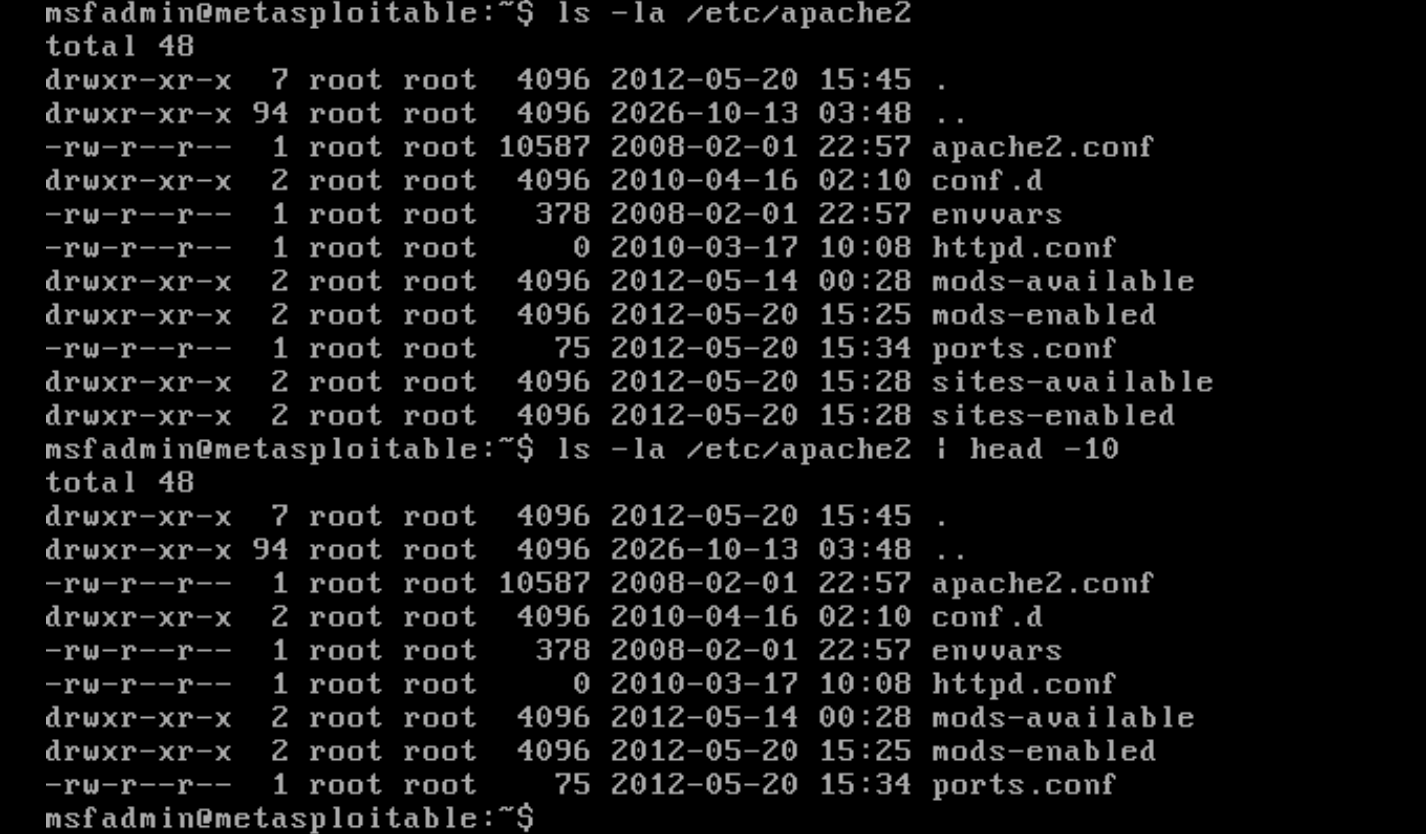 msfadmin@metasploitable:~$ ls -la /etc/apache2
total 48
drwxr-xr-x  7 root root  4096 2012-05-20 15:45 .
drwxr-xr-x 94 root root  4096 2026-10-13 03:48 ..
-rw-r--r--  1 root root 10587 2008-02-01 22:57 apache2.conf
drwxr-xr-x  2 root root  4096 2010-04-16 02:10 conf.d
-rw-r--r--  1 root root   378 2008-02-01 22:57 envvars
-rw-r--r--  1 root root     0 2010-03-17 10:08 httpd.conf
drwxr-xr-x  2 root root  4096 2012-05-14 00:28 mods-available
drwxr-xr-x  2 root root  4096 2012-05-20 15:25 mods-enabled
-rw-r--r--  1 root root    75 2012-05-20 15:34 ports.conf
drwxr-xr-x  2 root root  4096 2012-05-20 15:28 sites-available
drwxr-xr-x  2 root root  4096 2012-05-20 15:28 sites-enabled
msfadmin@metasploitable:~$ ls -la /etc/apache2 | head -10
total 48
drwxr-xr-x  7 root root  4096 2012-05-20 15:45 .
drwxr-xr-x 94 root root  4096 2026-10-13 03:48 ..
-rw-r--r--  1 root root 10587 2008-02-01 22:57 apache2.conf
drwxr-xr-x  2 root root  4096 2010-04-16 02:10 conf.d
-rw-r--r--  1 root root   378 2008-02-01 22:57 envvars
-rw-r--r--  1 root root     0 2010-03-17 10:08 httpd.conf
drwxr-xr-x  2 root root  4096 2012-05-14 00:28 mods-available
drwxr-xr-x  2 root root  4096 2012-05-20 15:25 mods-enabled
-rw-r--r--  1 root root    75 2012-05-20 15:34 ports.conf
msfadmin@metasploitable:~$